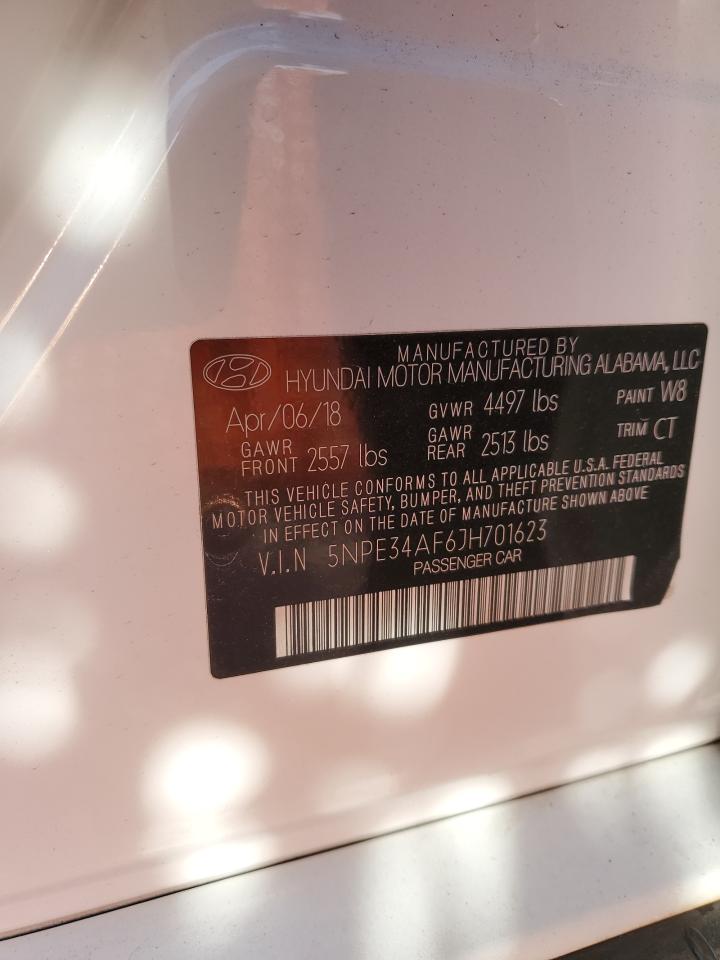 MANUFACTURED BY
HYUNDAI MOTOR MANUFACTURING ALABAMA, LLC
Apr/06/18 GVWR 4497 lbs PAINT W8
GAWR FRONT 2557 lbs GAWR REAR 2513 lbs TRIM CT
THIS VEHICLE CONFORMS TO ALL APPLICABLE U.S.A. FEDERAL
MOTOR VEHICLE SAFETY, BUMPER, AND THEFT PREVENTION STANDARDS
IN EFFECT ON THE DATE OF MANUFACTURE SHOWN ABOVE
V.I.N 5NPE34AF6JH701623
PASSENGER CAR